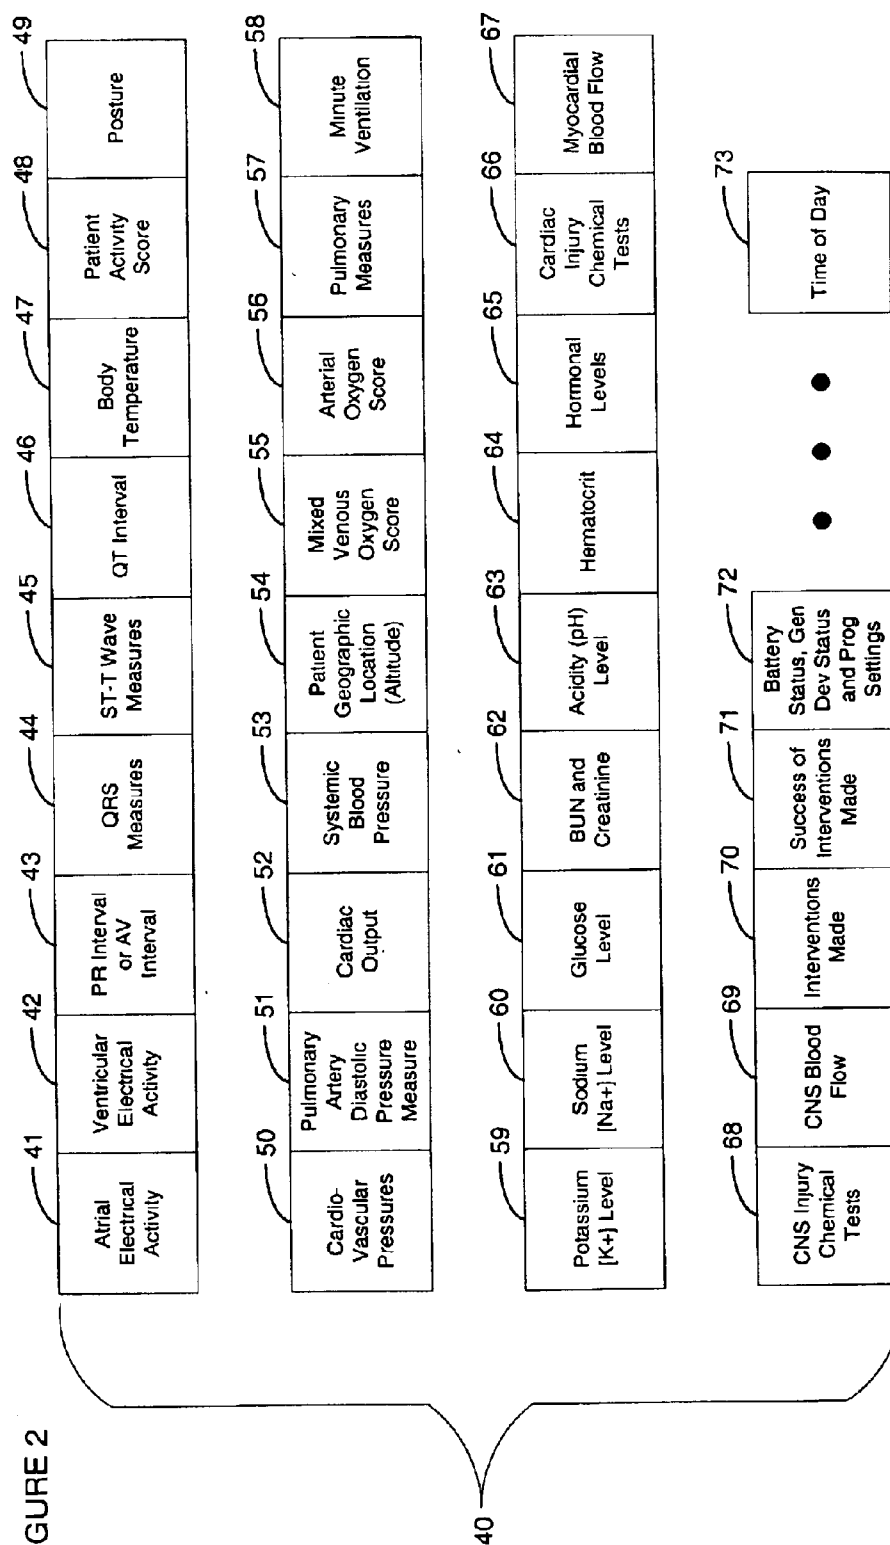 GURE 2
40
41
42
43
44
45
46
47
48
49
Atrial
Electrical
Activity
Ventricular
Electrical
Activity
PR Interval
or AV
Interval
QRS
Measures
ST-T Wave
Measures
QT Interval
Body
Temperature
Patient
Activity
Score
Posture
50
51
52
53
54
55
56
57
58
Cardio-
Vascular
Pressures
Pulmonary
Artery
Diastolic
Pressure
Measure
Cardiac
Output
Systemic
Blood
Pressure
Patient
Geographic
Location
(Altitude)
Mixed
Venous
Oxygen
Score
Arterial
Oxygen
Score
Pulmonary
Measures
Minute
Ventilation
59
60
61
62
63
64
65
66
67
Potassium
[K+] Level
Sodium
[Na+] Level
Glucose
Level
BUN and
Creatinine
Acidity (pH)
Level
Hematocrit
Hormonal
Levels
Cardiac
Injury
Chemical
Tests
Myocardial
Blood Flow
68
69
70
71
72
73
CNS Injury
Chemical
Tests
CNS Blood
Flow
Interventions
Made
Success of
Interventions
Made
Battery
Status, Gen
Dev Status
and Prog
Settings
Time of Day